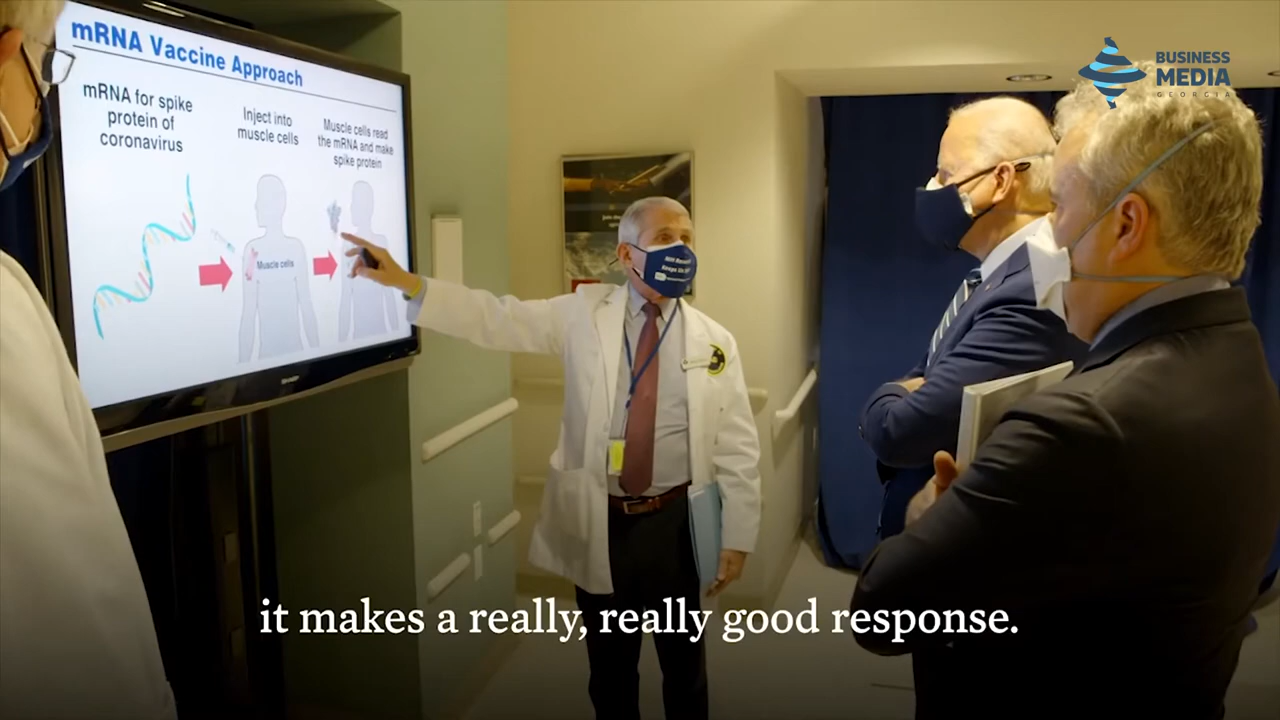 mRNA Vaccine Approach
mRNA for spike
protein of
coronavirus
Inject into
muscle cells
Muscle cells read
the mRNA and make
spike protein
Muscle cells
BUSINESS
MEDIA
GEORGIA
it makes a really, really good response.